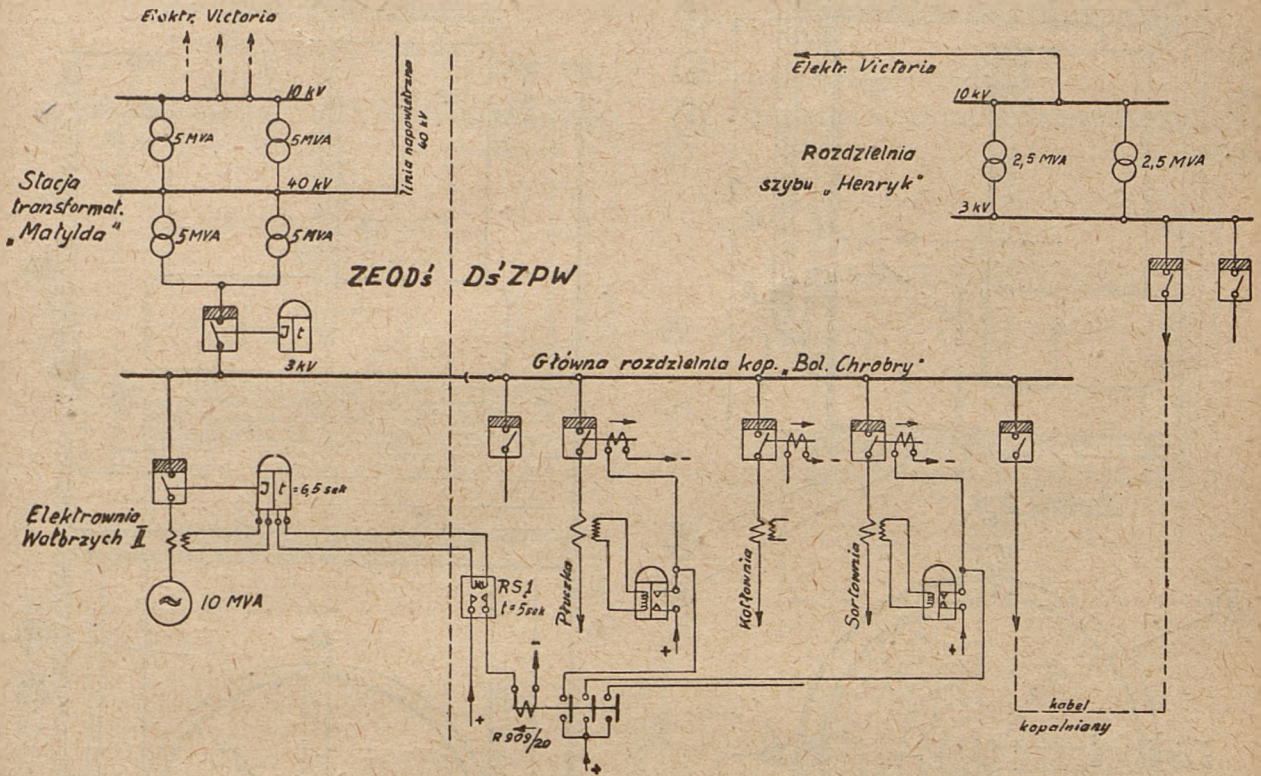 Elektr. Victoria
10 kV
5 MVA
5 MVA
linia napowietrzna
40 kV
40 kV
Stacja
transformat.
„Matylda"
5 MVA
5 MVA
ZEODś
DśZPW
J t
3 kV
Elektr. Victoria
10 kV
Rozdzielnia
szybu „Henryk"
2,5 MVA
2,5 MVA
3 kV
Główna rozdzielnia kop. „Bol. Chrobry"
J t = 6,5 sek
Elektrownia
Wałbrzych II
10 MVA
RS1
t = 5 sek
Płuczka
Kotłownia
Sortownia
-
-
-
+
+
-
+
R 909/20
+
kabel
kopalniany